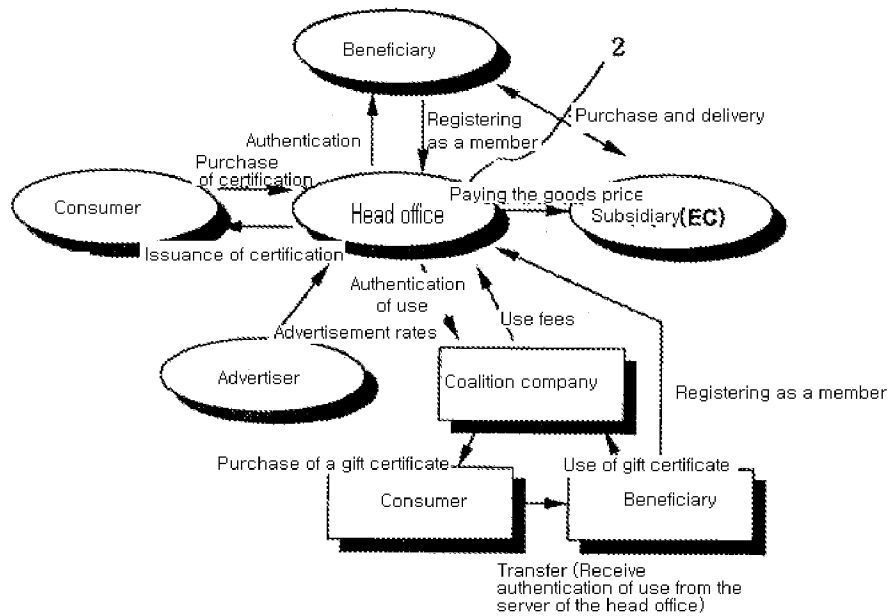 Beneficiary
2
Purchase and delivery
Registering
as a member
Authentication
Purchase
of certification
Consumer
Head office
Paying the goods price
Subsidiary(EC)
Issuance of certification
Authentication
of use
Use fees
Advertisement rates
Advertiser
Coalition company
Registering as a member
Purchase of a gift certificate
Use of gift certificate
Consumer
Beneficiary
Transfer (Receive
authentication of use from the
server of the head office)